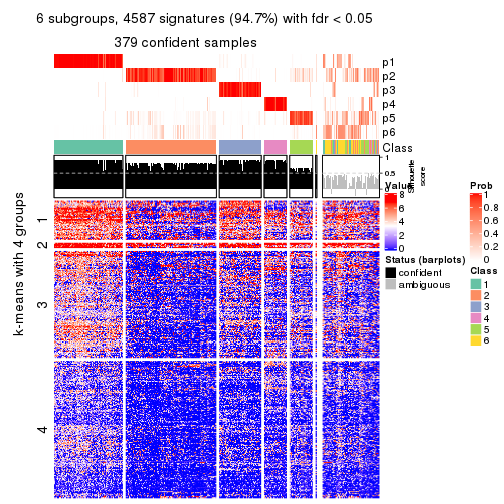 6 subgroups, 4587 signatures (94.7%) with fdr < 0.05
379 confident samples
p1
p2
p3
p4
p5
p6
Class
1
0.5
0
Silhouette
score
k-means with 4 groups
1
2
3
4
Value
8
6
4
2
0
Status (barplots)
confident
ambiguous
Prob
1
0.8
0.6
0.4
0.2
0
Class
1
2
3
4
5
6